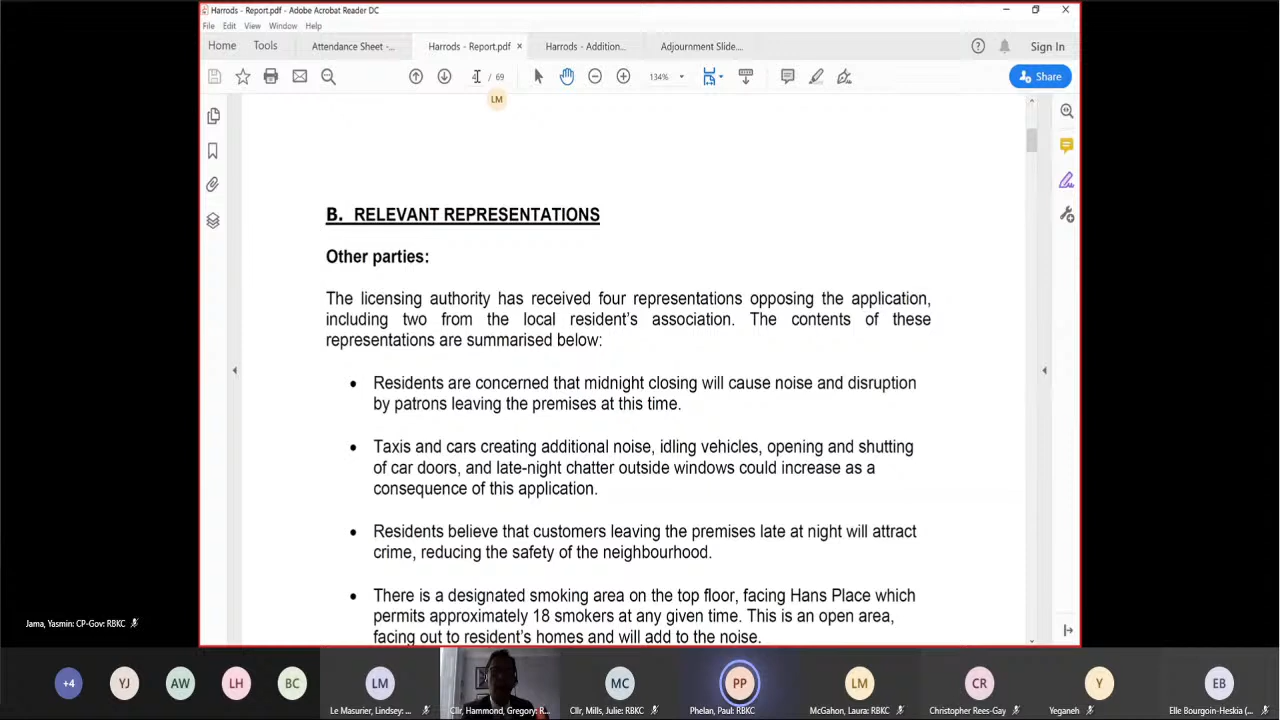 Harrods - Report.pdf - Adobe Acrobat Reader DC
File Edit View Window Help
Home Tools Attendance Sheet -... Harrods - Report.pdf × Harrods - Addition... Adjournment Slide.... Sign In
/ 69 134% Share
LM
B. RELEVANT REPRESENTATIONS
Other parties:
The licensing authority has received four representations opposing the application,
including two from the local resident's association. The contents of these
representations are summarised below:
• Residents are concerned that midnight closing will cause noise and disruption
by patrons leaving the premises at this time.
• Taxis and cars creating additional noise, idling vehicles, opening and shutting
of car doors, and late-night chatter outside windows could increase as a
consequence of this application.
• Residents believe that customers leaving the premises late at night will attract
crime, reducing the safety of the neighbourhood.
• There is a designated smoking area on the top floor, facing Hans Place which
permits approximately 18 smokers at any given time. This is an open area,
facing out to resident's homes and will add to the noise.
Jama, Yasmin: CP-Gov: RBKC
+4 YJ AW LH BC LM MC PP LM CR Y EB
Le Masurier, Lindsey: ... Cllr, Hammond, Gregory: R... Cllr, Mills, Julie: RBKC Phelan, Paul: RBKC McGahon, Laura: RBKC Christopher Rees-Gay Yeganeh Elle Bourgoin-Heskia (...